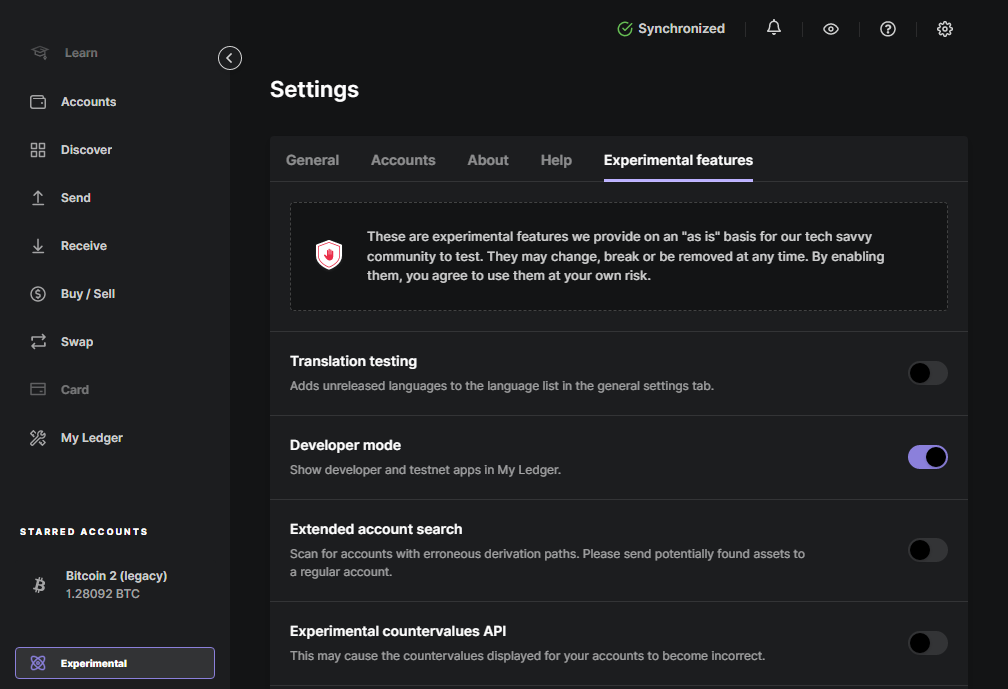 Learn
Accounts
Discover
Send
Receive
Buy / Sell
Swap
Card
My Ledger
STARRED ACCOUNTS
Bitcoin 2 (legacy)
1.28092 BTC
Experimental
Synchronized
Settings
General Accounts About Help Experimental features
These are experimental features we provide on an "as is" basis for our tech savvy
community to test. They may change, break or be removed at any time. By enabling
them, you agree to use them at your own risk.
Translation testing
Adds unreleased languages to the language list in the general settings tab.
Developer mode
Show developer and testnet apps in My Ledger.
Extended account search
Scan for accounts with erroneous derivation paths. Please send potentially found assets to
a regular account.
Experimental countervalues API
This may cause the countervalues displayed for your accounts to become incorrect.